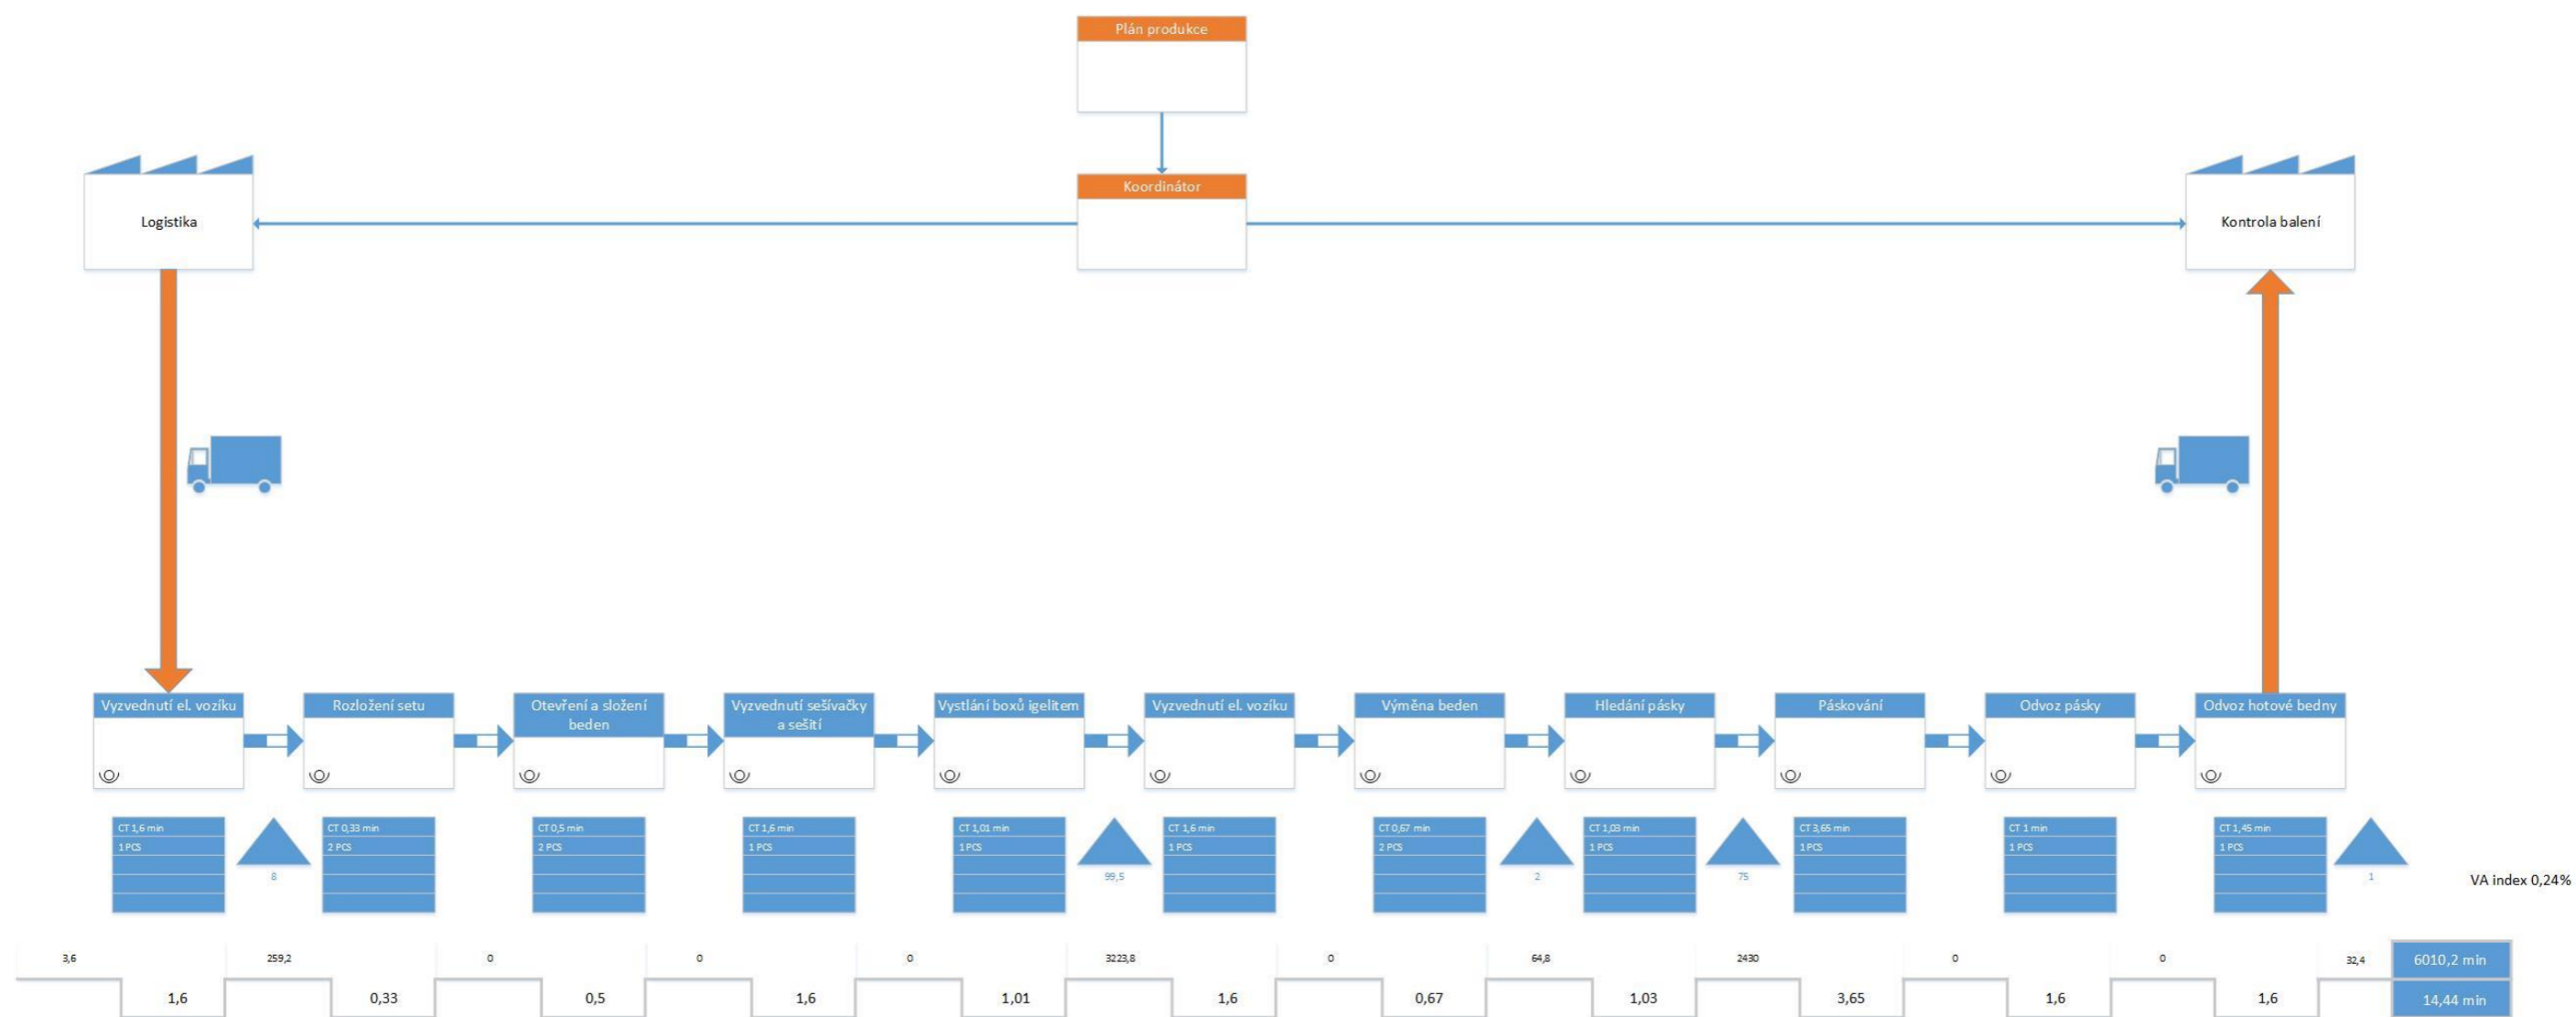 Plán produkce
Koordinátor
Logistika
Kontrola balení
Vyzvednutí el. vozíku
Rozložení setu
Otevření a složení
beden
Vyzvednutí sešívačky
a sešití
Vystlání boxů igelitem
Vyzvednutí el. vozíku
Výměna beden
Hledání pásky
Páskování
Odvoz pásky
Odvoz hotové bedny
CT 1,6 min
1 PCS
8
CT 0,33 min
2 PCS
CT 0,5 min
2 PCS
CT 1,6 min
1 PCS
CT 1,01 min
1 PCS
99,5
CT 1,6 min
1 PCS
CT 0,67 min
2 PCS
2
CT 1,03 min
1 PCS
75
CT 3,65 min
1 PCS
CT 1 min
1 PCS
CT 1,45 min
1 PCS
1
VA index 0,24%
3,6
259,2
0
0
0
3223,8
0
64,8
2430
0
0
32,4
6010,2 min
1,6
0,33
0,5
1,6
1,01
1,6
0,67
1,03
3,65
1,6
1,6
14,44 min